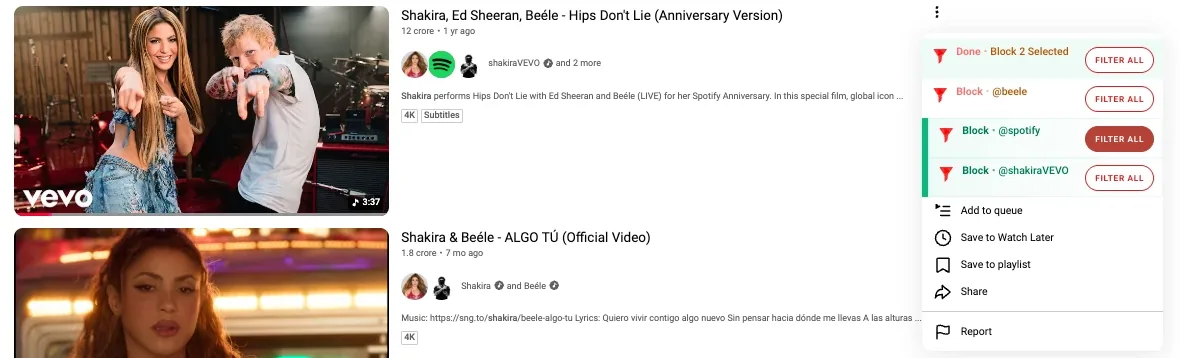 Shakira, Ed Sheeran, Beéle - Hips Don't Lie (Anniversary Version)
12 crore • 1 yr ago
shakiraVEVO and 2 more
Shakira performs Hips Don't Lie with Ed Sheeran and Beéle (LIVE) for her Spotify Anniversary. In this special film, global icon ...
4K Subtitles
vevo
3:37
Shakira & Beéle - ALGO TÚ (Official Video)
1.8 crore • 7 mo ago
Shakira and Beéle
Music: https://sng.to/shakira/beele-algo-tu Lyrics: Quiero vivir contigo algo nuevo Sin pensar hacia dónde me llevas A las alturas ...
4K
Done · Block 2 Selected FILTER ALL
Block · @beele FILTER ALL
Block · @spotify FILTER ALL
Block · @shakiraVEVO FILTER ALL
Add to queue
Save to Watch Later
Save to playlist
Share
Report